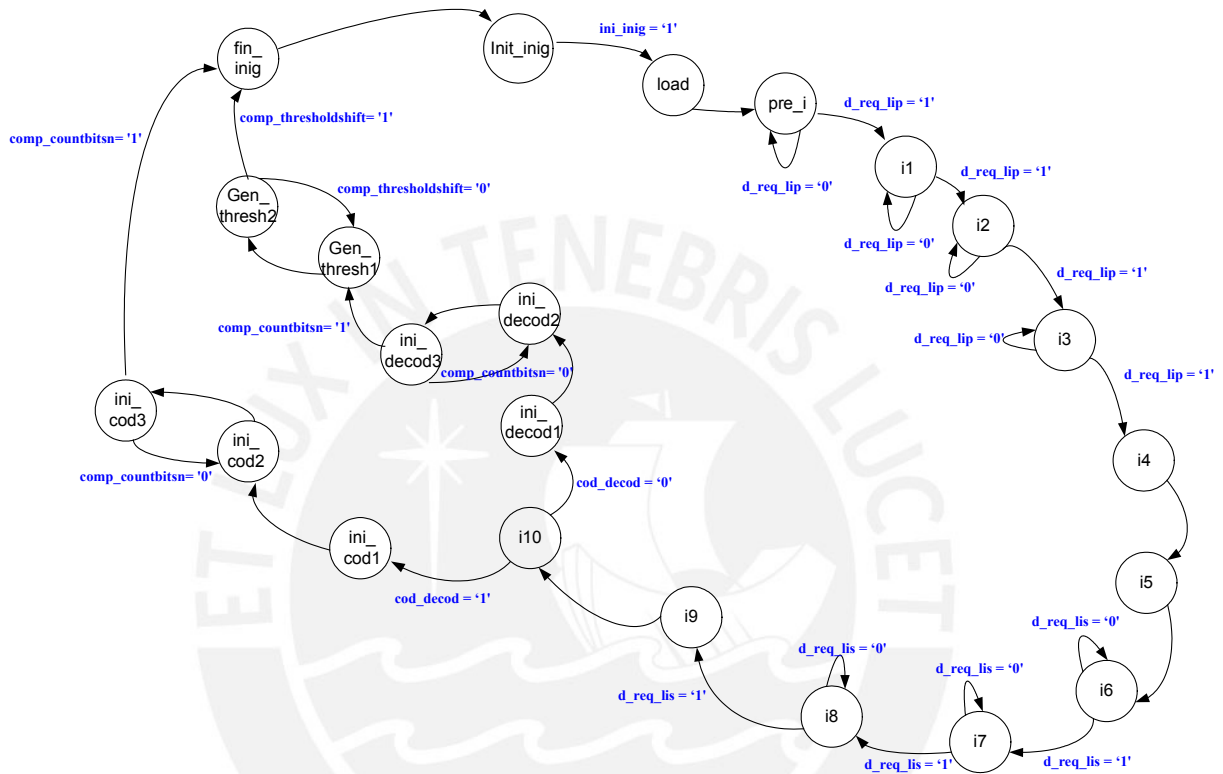 fin_
inig
Init_inig
ini_inig = ‘1’
load
pre_i
d_req_lip = ‘1’
d_req_lip = ‘0’
i1
d_req_lip = ‘1’
d_req_lip = ‘0’
i2
d_req_lip = ‘1’
d_req_lip = ‘0’
i3
d_req_lip = ‘0’
d_req_lip = ‘1'
i4
i5
i6
d_req_lis = ‘0’
d_req_lis = ‘1'
i7
d_req_lis = ‘0’
d_req_lis = ‘1'
i8
d_req_lis = ‘0’
d_req_lis = ‘1'
i9
i10
cod_decod = ‘0’
cod_decod = ‘1'
ini_
decod1
ini_
decod2
ini_
decod3
comp_countbitsn= '0'
comp_countbitsn= '1'
Gen_
thresh1
Gen_
thresh2
comp_thresholdshift= '0'
comp_thresholdshift= '1'
ini_
cod1
ini_
cod2
ini_
cod3
comp_countbitsn= '0'
comp_countbitsn= '1'
ET LUX IN TENEBRIS LUCET